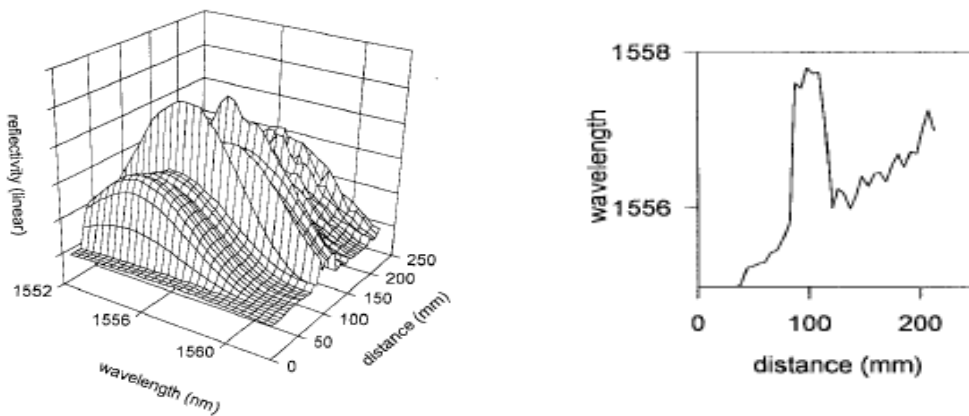 reflectivity (linear)
1552
1556
1560
wavelength (nm)
0
50
100
150
200
250
distance (mm)
1558
1556
wavelength
0
100
200
distance (mm)